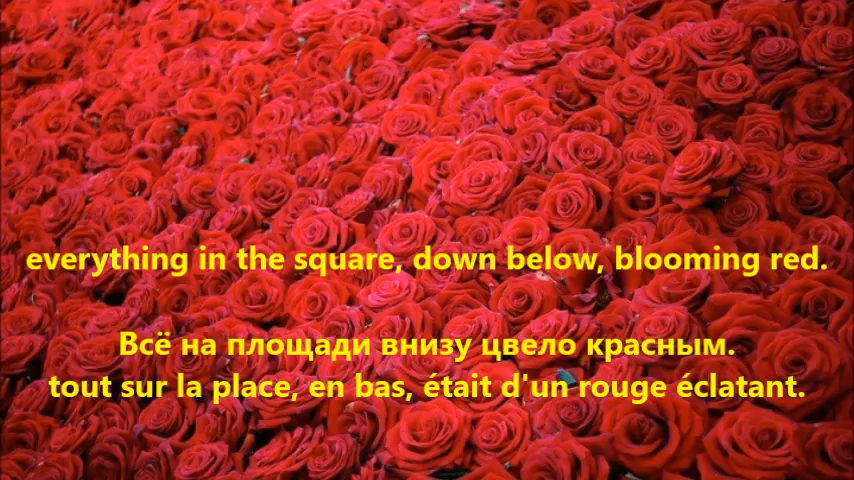 everything in the square, down below, blooming red.
Всё на площади внизу цвело красным.
tout sur la place, en bas, était d'un rouge éclatant.